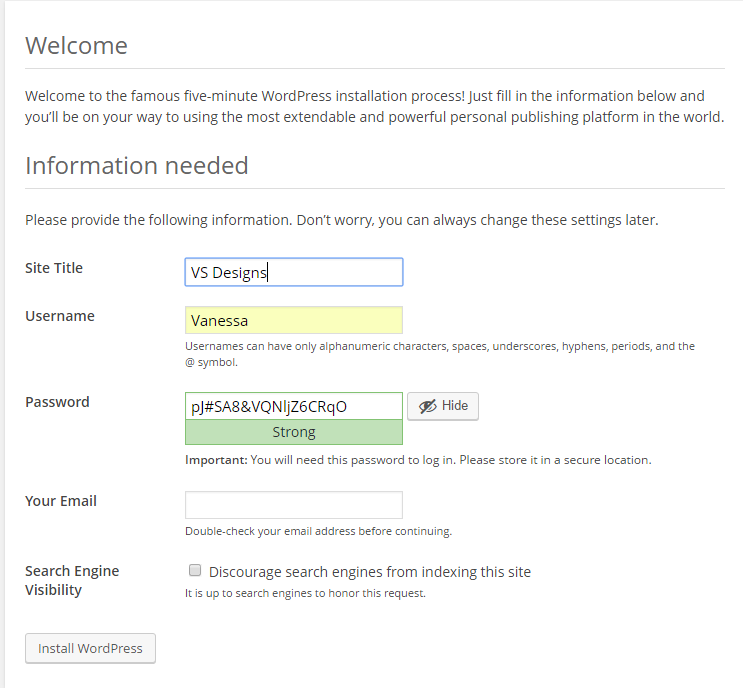 Welcome
Welcome to the famous five-minute WordPress installation process! Just fill in the information below and
you’ll be on your way to using the most extendable and powerful personal publishing platform in the world.
Information needed
Please provide the following information. Don’t worry, you can always change these settings later.
Site Title
VS Designs
Username
Vanessa
Usernames can have only alphanumeric characters, spaces, underscores, hyphens, periods, and the
@ symbol.
Password
pJ#SA8&VQNljZ6CRqO
Hide
Strong
Important: You will need this password to log in. Please store it in a secure location.
Your Email
Double-check your email address before continuing.
Search Engine
Visibility
Discourage search engines from indexing this site
It is up to search engines to honor this request.
Install WordPress